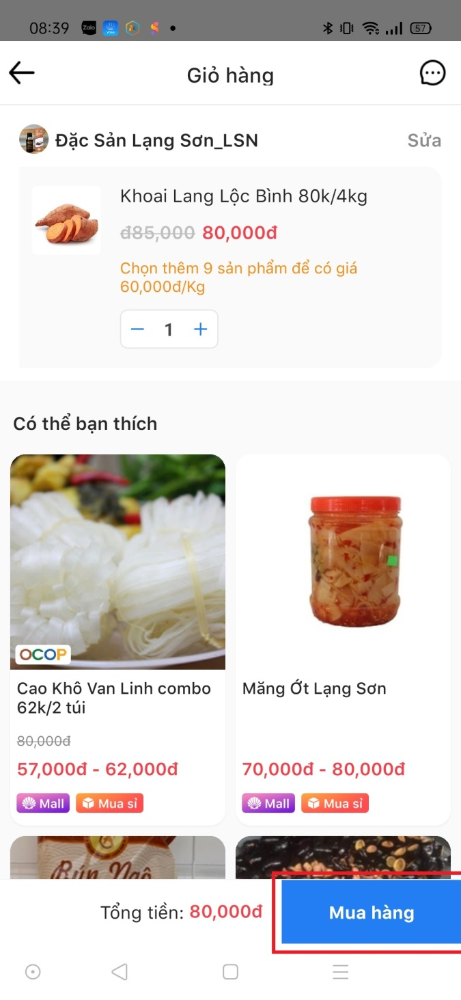 08:39
Zalo
57
Giỏ hàng
Đặc Sản Lạng Sơn_LSN
Sửa
Khoai Lang Lộc Bình 80k/4kg
đ85,000 80,000đ
Chọn thêm 9 sản phẩm để có giá
60,000đ/Kg
1
Có thể bạn thích
OCOP
Cao Khô Van Linh combo
62k/2 túi
80,000đ
57,000đ - 62,000đ
Mall
Mua sỉ
Măng Ớt Lạng Sơn
70,000đ - 80,000đ
Mall
Mua sỉ
Bún Ngô
Tổng tiền: 80,000đ
Mua hàng